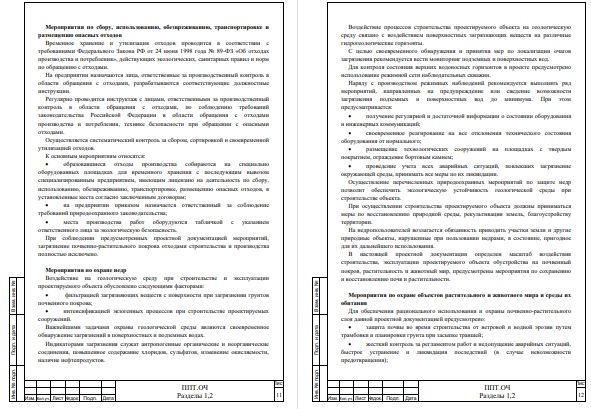 Мероприятия по сбору, использованию, обезвреживанию, транспортировке и
размещению опасных отходов
Временное хранение и утилизация отходов проводится в соответствии с
требованиями Федерального Закона РФ от 24 июня 1998 года № 89-ФЗ «Об отходах
производства и потребления», действующих экологических, санитарных правил и норм
по обращению с отходами.
На предприятии назначаются лица, ответственные за производственный контроль в
области обращения с отходами, разрабатываются соответствующие должностные
инструкции.
Регулярно проводится инструктаж с лицами, ответственными за производственный
контроль в области обращения с отходами, по соблюдению требований
законодательства Российской Федерации в области обращения с отходами
производства и потребления, технике безопасности при обращении с опасными
отходами.
Осуществляется систематический контроль за сбором, сортировкой и своевременной
утилизацией отходов.
К основным мероприятиям относятся:
• образовавшиеся отходы производства собираются на специально
оборудованных площадках для временного хранения с последующим вывозом
специализированным предприятием, имеющим лицензию на деятельность по сбору,
использованию, обезвреживанию, транспортировке, размещению опасных отходов, в
установленные места согласно заключенным договорам;
• на предприятии приказом назначается ответственный за соблюдение
требований природоохранного законодательства;
• места производства работ оборудуются табличкой с указанием
ответственного лица за экологическую безопасность.
При соблюдении предусмотренных проектной документацией мероприятий,
загрязнение почвенно-растительного покрова отходами строительства и производства
полностью исключено.
Мероприятия по охране недр
Воздействие на геологическую среду при строительстве и эксплуатации
проектируемого объекта обусловлено следующими факторами:
• фильтрацией загрязняющих веществ с поверхности при загрязнении грунтов
почвенного покрова;
• интенсификацией экзогенных процессов при строительстве проектируемых
сооружений.
Важнейшими задачами охраны геологической среды являются своевременное
обнаружение загрязнений в поверхностных и подземных водах.
Индикаторами загрязнения служат антропогенные органические и неорганические
соединения, повышенное содержание хлоридов, сульфатов, изменение окисляемости,
наличие нефтепродуктов.
Взам. инв. №
Подп. и дата
Инв. № подл.
Изм. Кол.уч. Лист №док. Подп. Дата
ППТ.ОЧ
Разделы 1,2
Лис
11
Воздействие процессов строительства проектируемого объекта на геологическую
среду связано с воздействием поверхностных загрязняющих веществ на различные
гидрогеологические горизонты.
С целью своевременного обнаружения и принятия мер по локализации очагов
загрязнения рекомендуется вести мониторинг подземных и поверхностных вод.
Для контроля состояния верхних водоносных горизонтов в проекте предусмотрено
использование режимной сети наблюдательных скважин.
Наряду с производством режимных наблюдений рекомендуется выполнять ряд
мероприятий, направленных на предупреждение или сведение возможности
загрязнения подземных и поверхностных вод до минимума. При этом
предусматривается:
• получение регулярной и достаточной информации о состоянии оборудования
и инженерных коммуникаций;
• своевременное реагирование на все отклонения технического состояния
оборудования от нормального;
• размещение технологических сооружений на площадках с твердым
покрытием, ограждение бортовым камнем;
• проведение учета всех аварийных ситуаций, повлекших загрязнение
окружающей среды, принимать все меры по их ликвидации.
Осуществление перечисленных природоохранных мероприятий по защите недр
позволит обеспечить экологическую устойчивость геологической среды при
строительстве объекта.
При осуществлении строительства проектируемого объекта должны приниматься
меры по восстановлению природной среды, рекультивации земель, благоустройству
территории.
На недропользователей возлагается обязанность приводить участки земли и другие
природные объекты, нарушенные при пользовании недрами, в состояние, пригодное
для их дальнейшего использования.
В настоящей проектной документации определен масштаб воздействия
строительства, эксплуатации проектируемого объекта обустройства на почвенный
покров, растительность и животный мир, предусмотрены мероприятия по сохранению
и восстановлению почв и растительности.
Мероприятия по охране объектов растительного и животного мира и среды их
обитания
Для обеспечения рационального использования и охраны почвенно-растительного
слоя данной проектной документацией предусмотрено:
• защита почвы во время строительства от ветровой и водной эрозии путем
трамбовки и планировки грунта при засыпке траншей;
• жесткий контроль за регламентом работ и недопущение аварийных ситуаций,
быстрое устранение и ликвидация последствий (в случае невозможности
предотвращения);
Взам. инв. №
Подп. и дата
Инв. № подл.
Изм. Кол.уч. Лист №док. Подп. Дата
ППТ.ОЧ
Разделы 1,2
Лис
12